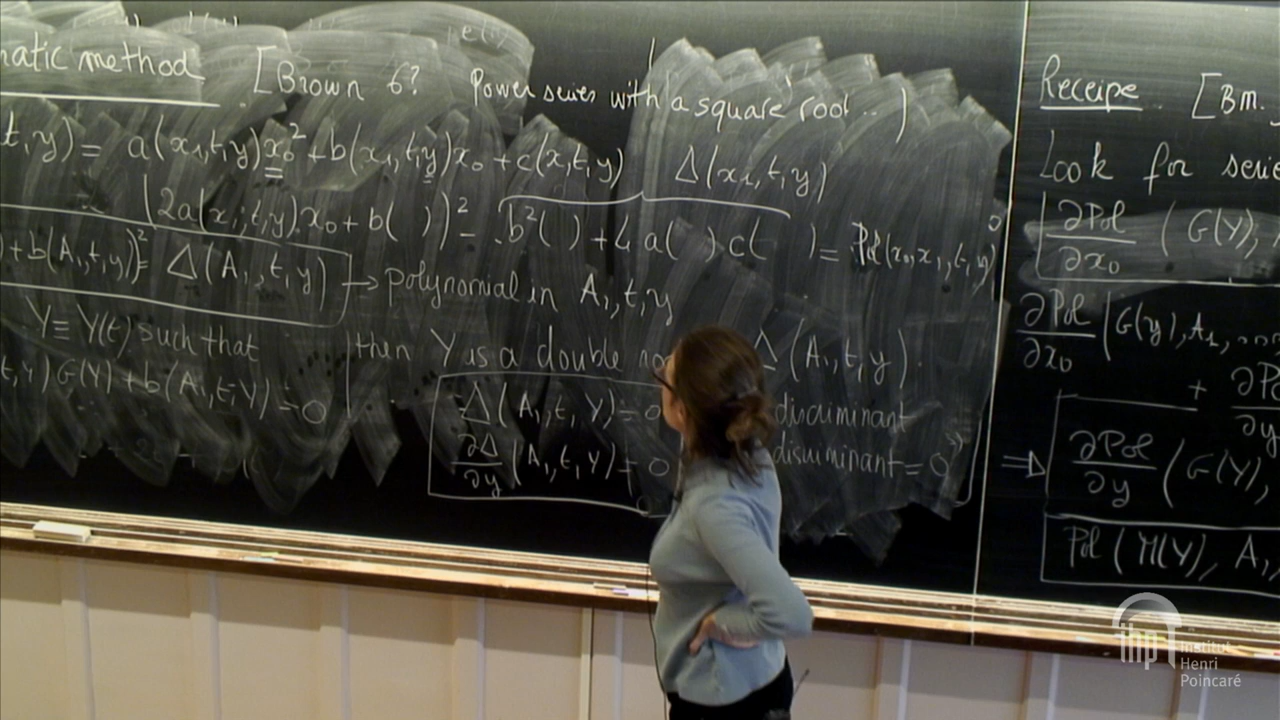 ratic method [Brown 6? Power series with a square root ..)
t,y) = a(x₁,t,y)x₀² + b(x₁,t,y)x₀ + c(x,t,y) Δ(x₁,t,y)
(2a(x₁,t,y)x₀ + b( ))² - b²( ) + 4 a( ) c( ) = Pol(x₀,x₁,t,y)
) + b(A₁,t,y))² = Δ(A₁,t,y) → polynomial in A₁,t,y
Y ≡ Y(t) such that
t,Y)G(Y) + b(A₁,t,Y) = 0
then Y is a double Δ(A₁,t,y).
Δ(A₁,t,Y) = 0 discriminant
∂Δ/∂y (A₁,t,Y) = 0 discriminant = 0"
Receipe [Bm.
Look for serie
∂Pol/∂x₀ (G(Y),
∂Pol/∂x₀ (G(y),A₁,...
+ ∂P
∂y
⇒ ∂Pol/∂y (G(Y),
Pol (Y), A₁,
ihp
Institut
Henri
Poincaré